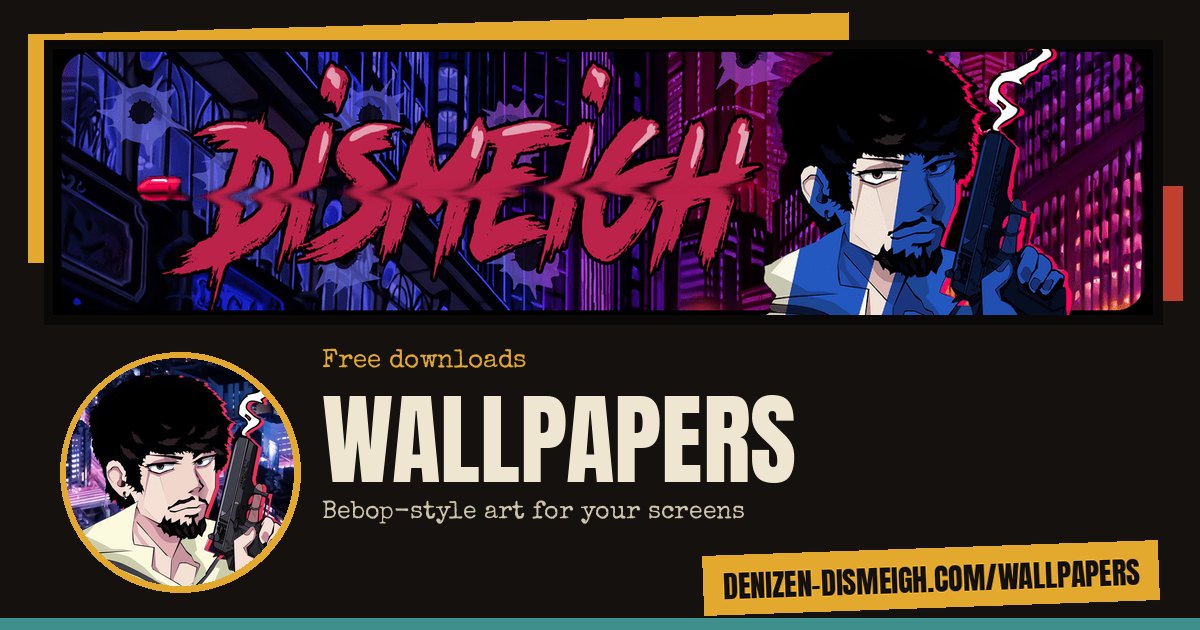 DISMEIGH
Free downloads
WALLPAPERS
Bebop-style art for your screens
DENIZEN-DISMEIGH.COM/WALLPAPERS